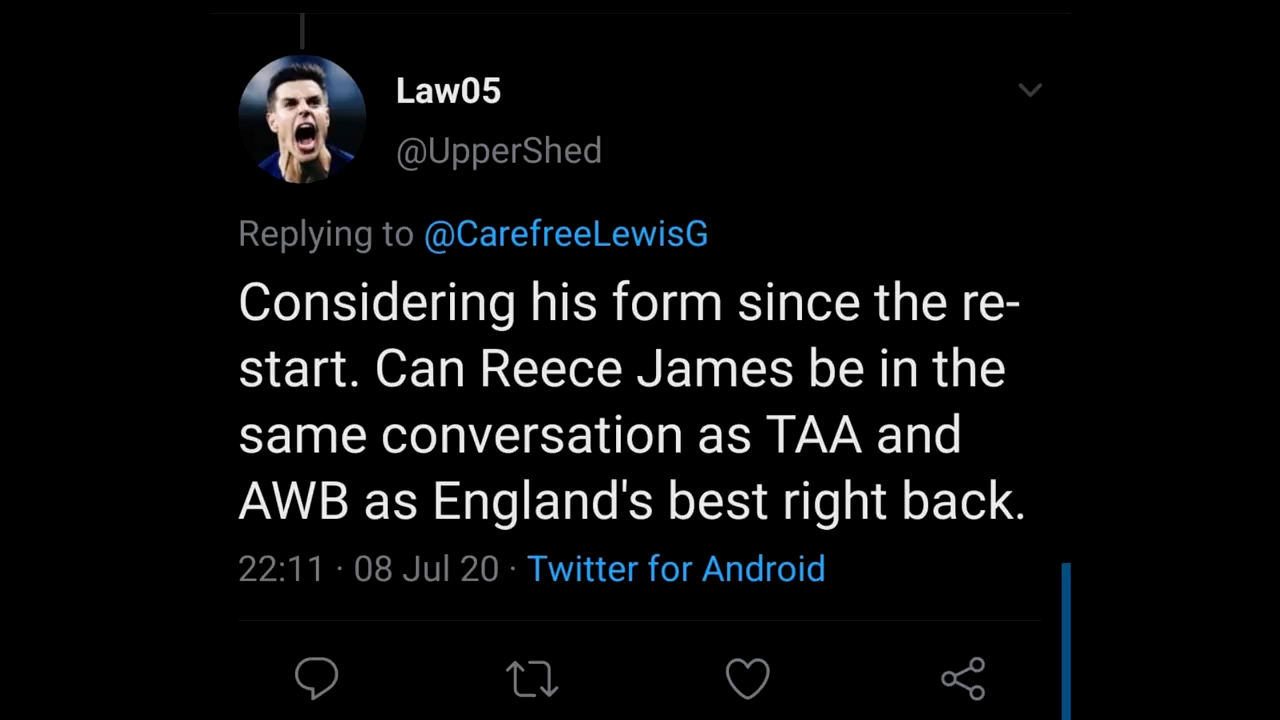 Law05
@UpperShed
Replying to @CarefreeLewisG
Considering his form since the re-
start. Can Reece James be in the
same conversation as TAA and
AWB as England's best right back.
22:11 · 08 Jul 20 · Twitter for Android